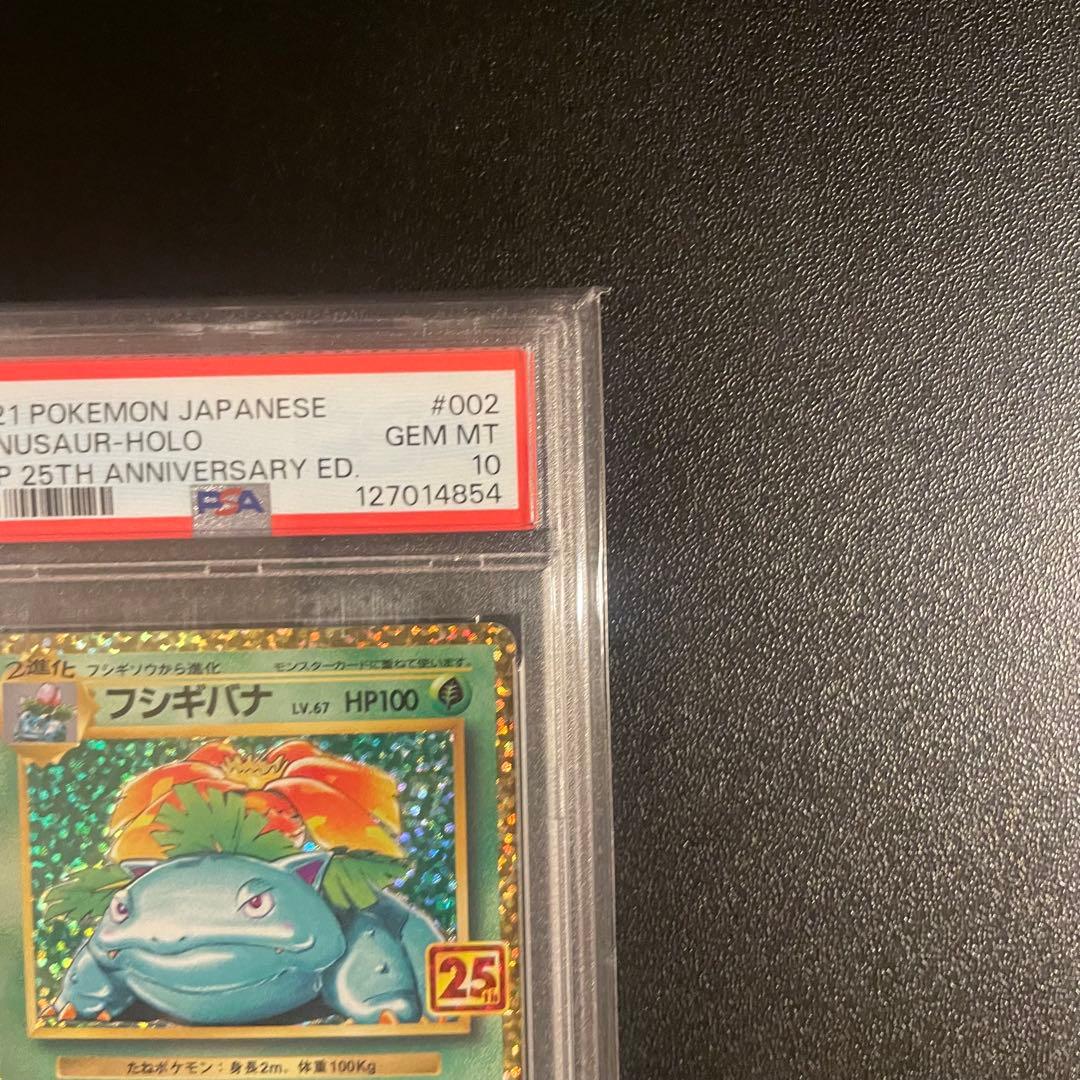 21 POKEMON JAPANESE #002
NUSAUR-HOLO GEM MT
P 25TH ANNIVERSARY ED. 10
PSA 127014854
2進化 フシギソウから進化 モンスターカードに重ねて使います。
フシギバナ LV.67 HP100
25th
たねポケモン：身長2m、体重100Kg